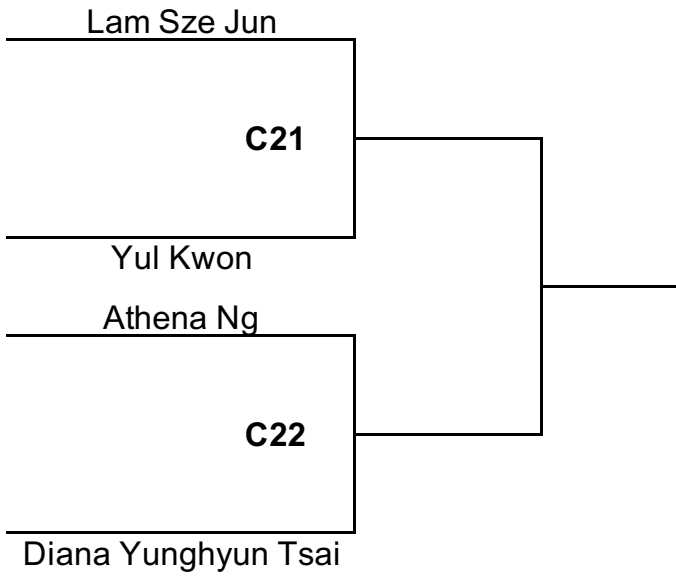 Lam Sze Jun
C21
Yul Kwon
Athena Ng
C22
Diana Yunghyun Tsai